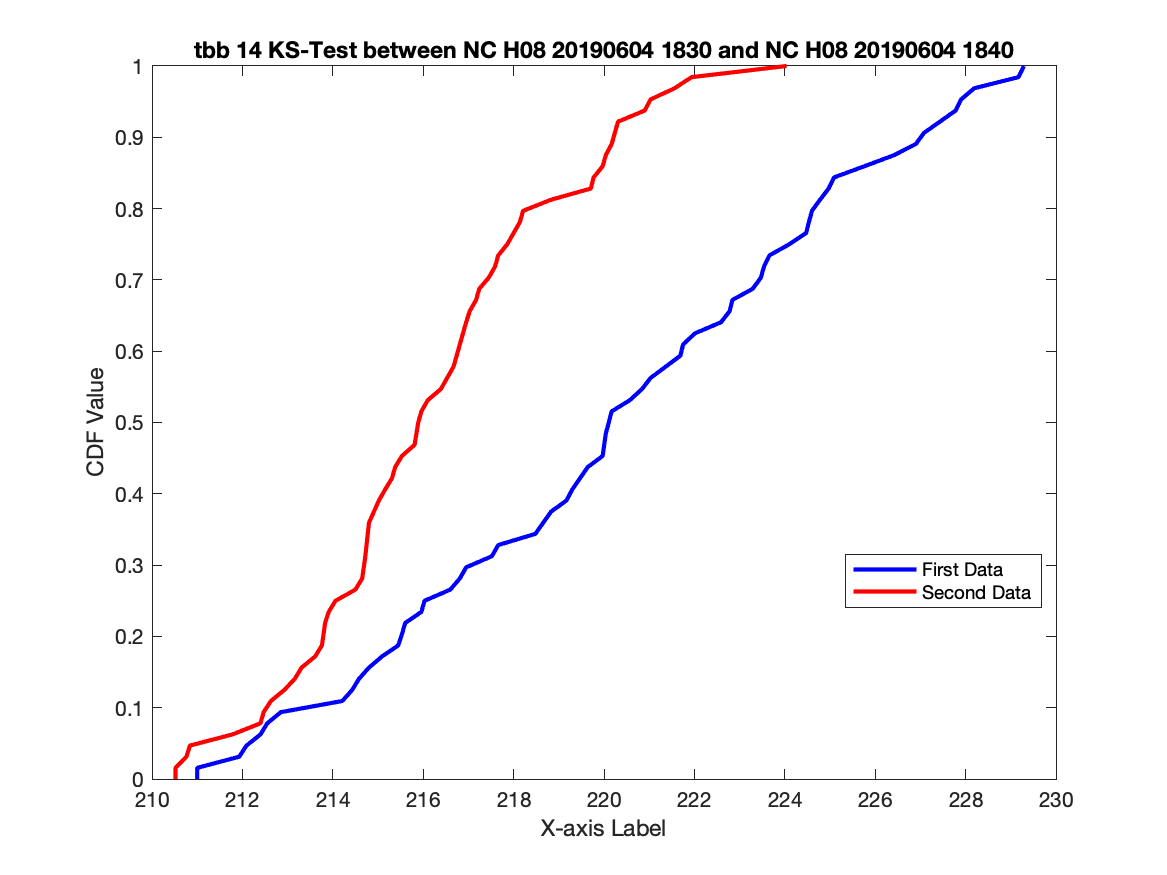 tbb 14 KS-Test between NC H08 20190604 1830 and NC H08 20190604 1840
1
0.9
0.8
0.7
0.6
0.5
0.4
0.3
0.2
0.1
0
CDF Value
First Data
Second Data
210 212 214 216 218 220 222 224 226 228 230
X-axis Label